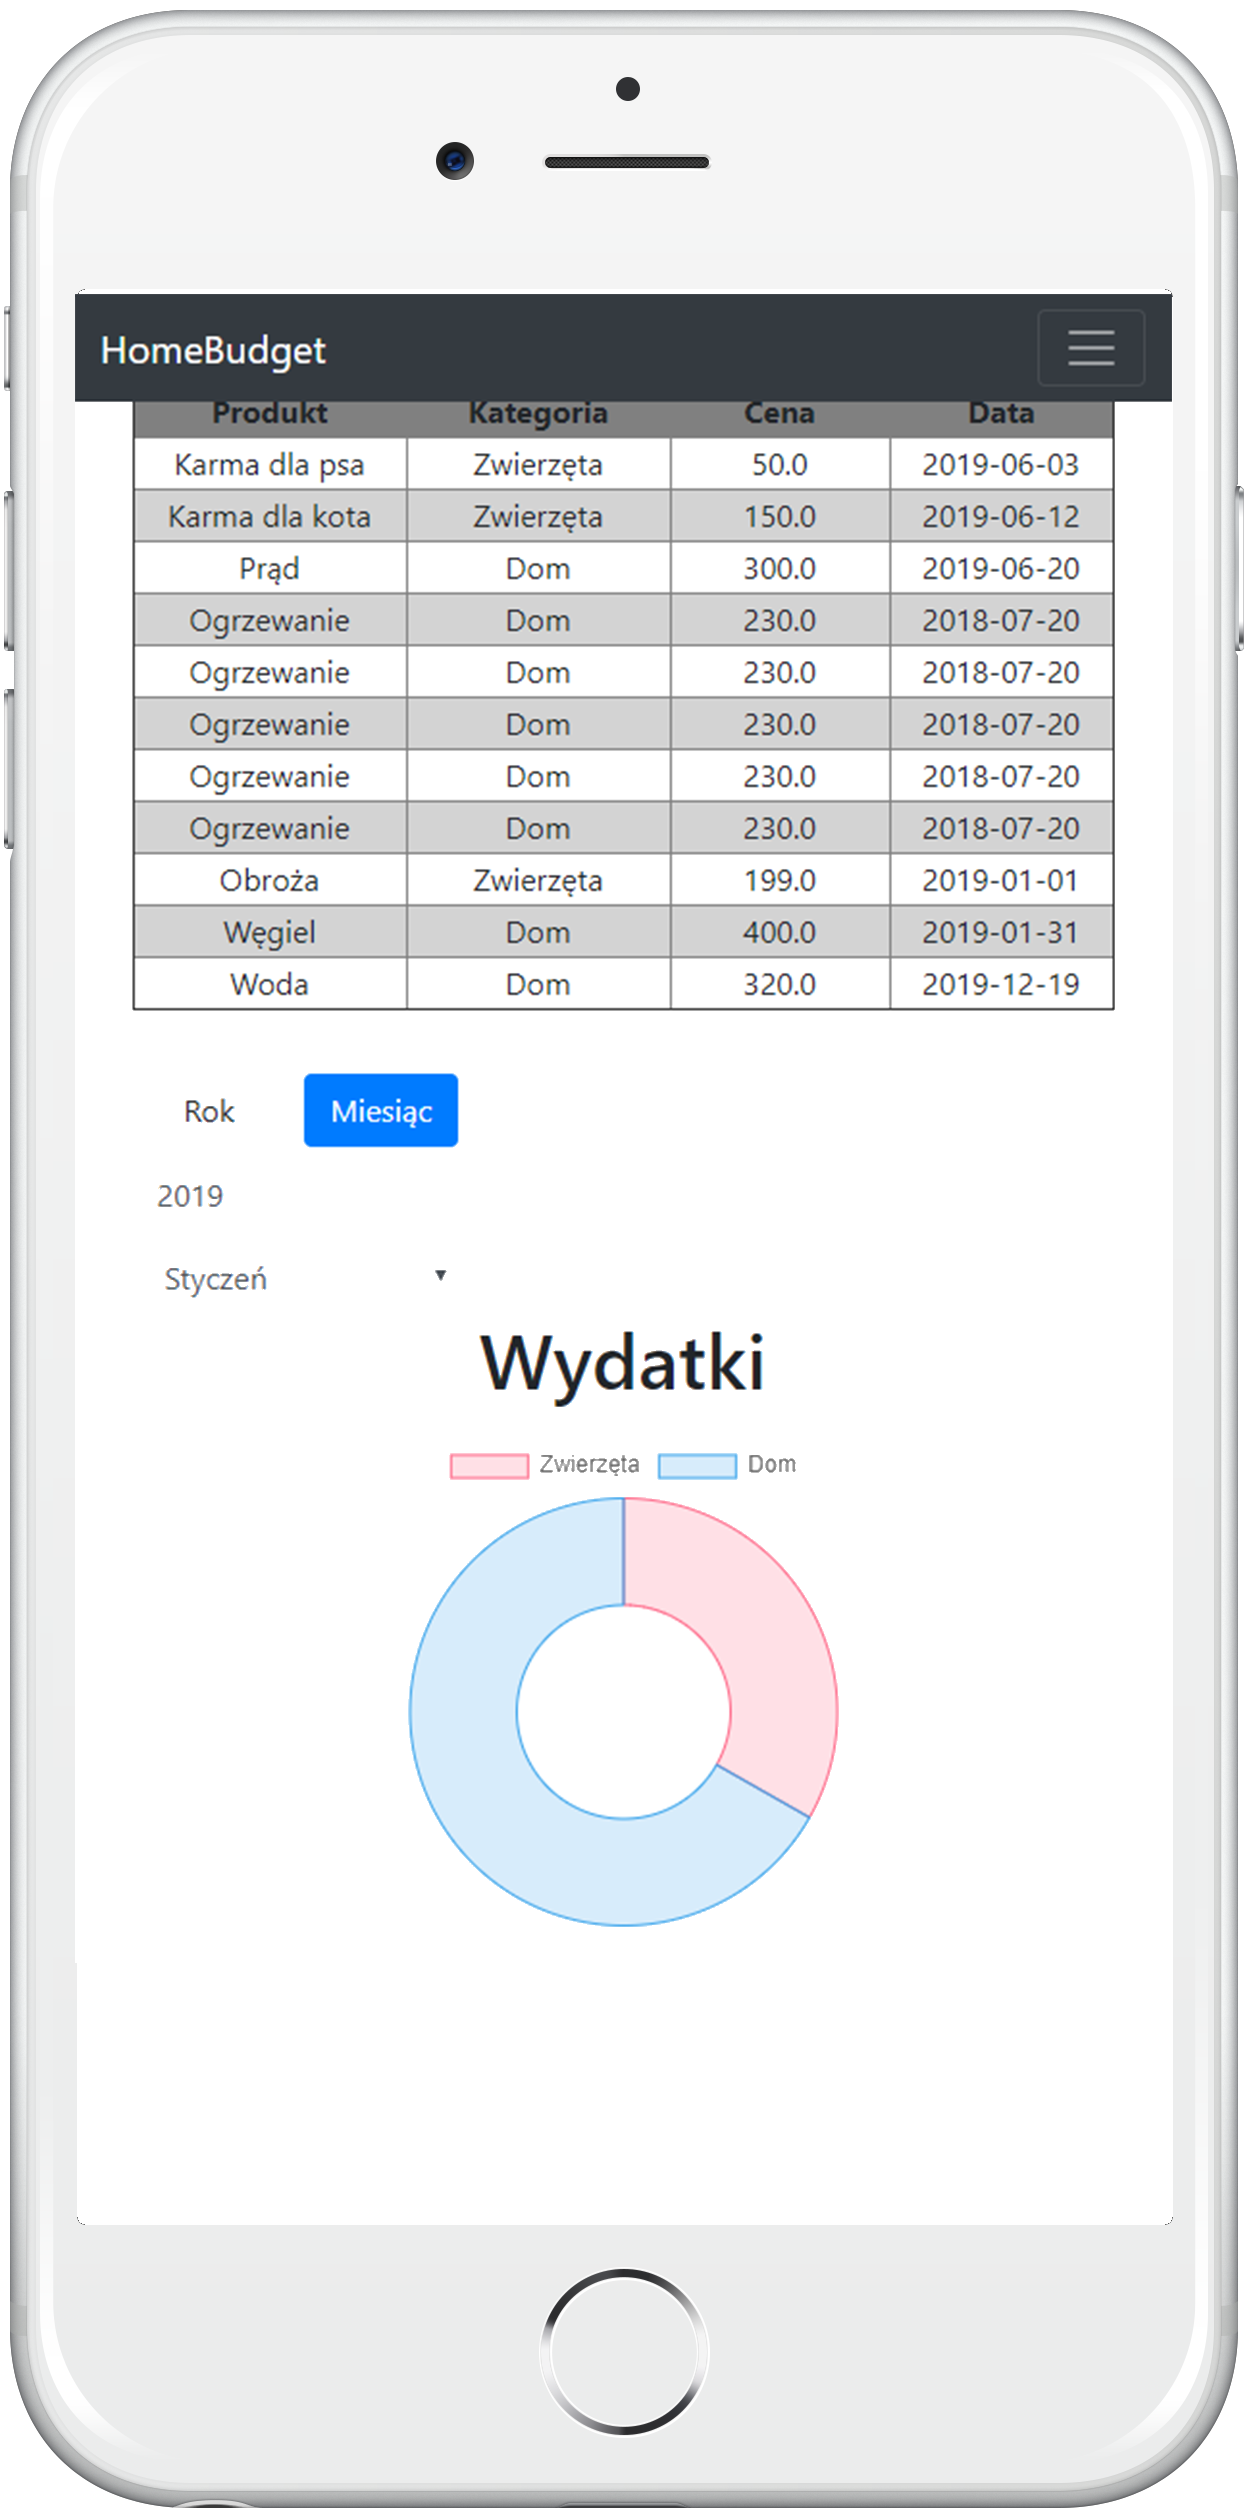 HomeBudget
Produkt Kategoria Cena Data
Karma dla psa Zwierzęta 50.0 2019-06-03
Karma dla kota Zwierzęta 150.0 2019-06-12
Prąd Dom 300.0 2019-06-20
Ogrzewanie Dom 230.0 2018-07-20
Ogrzewanie Dom 230.0 2018-07-20
Ogrzewanie Dom 230.0 2018-07-20
Ogrzewanie Dom 230.0 2018-07-20
Ogrzewanie Dom 230.0 2018-07-20
Obroża Zwierzęta 199.0 2019-01-01
Węgiel Dom 400.0 2019-01-31
Woda Dom 320.0 2019-12-19
Rok Miesiąc
2019
Styczeń
Wydatki
Zwierzęta Dom